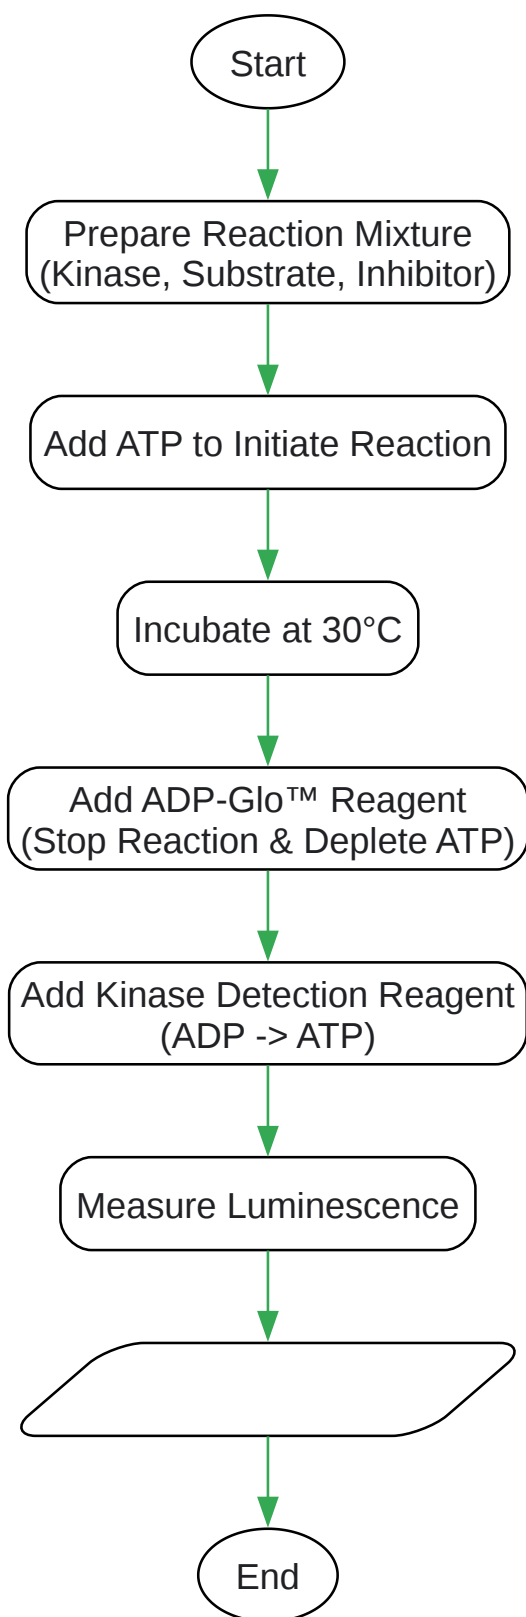 Start
Prepare Reaction Mixture
(Kinase, Substrate, Inhibitor)
Add ATP to Initiate Reaction
Incubate at 30°C
Add ADP-Glo™ Reagent
(Stop Reaction & Deplete ATP)
Add Kinase Detection Reagent
(ADP -> ATP)
Measure Luminescence
End